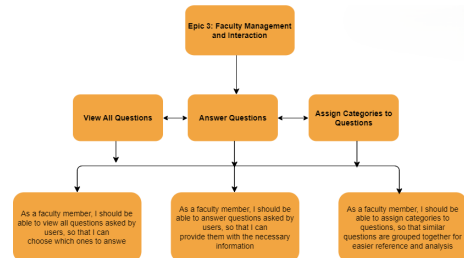 Epic 3: Faculty Management
and Interaction
View All Questions
Answer Questions
Assign Categories to
Questions
As a faculty member, I should be
able to view all questions asked by
users, so that I can
choose which ones to answe
As a faculty member, I should be
able to answer questions asked by
users, so that I can
provide them with the necessary
information
As a faculty member, I should be
able to assign categories to
questions, so that similar
questions are grouped together for
easier reference and analysis